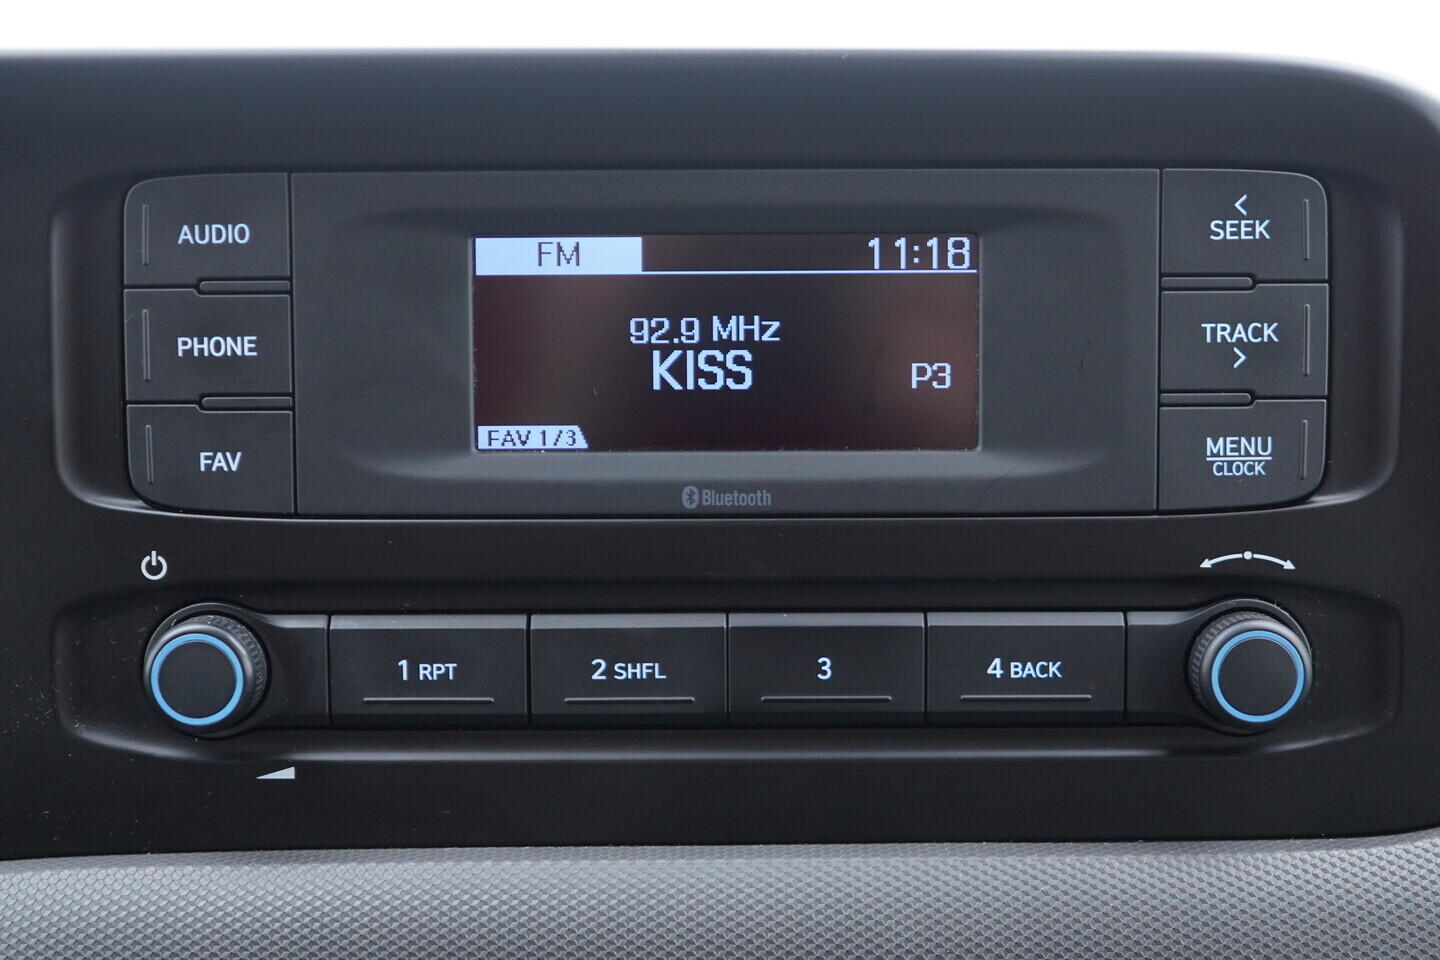 AUDIO
PHONE
FAV
FM 11:18
92.9 MHz
KISS
P3
FAV 1/3
Bluetooth
<
SEEK
TRACK
>
MENU
CLOCK
1 RPT
2 SHFL
3
4 BACK